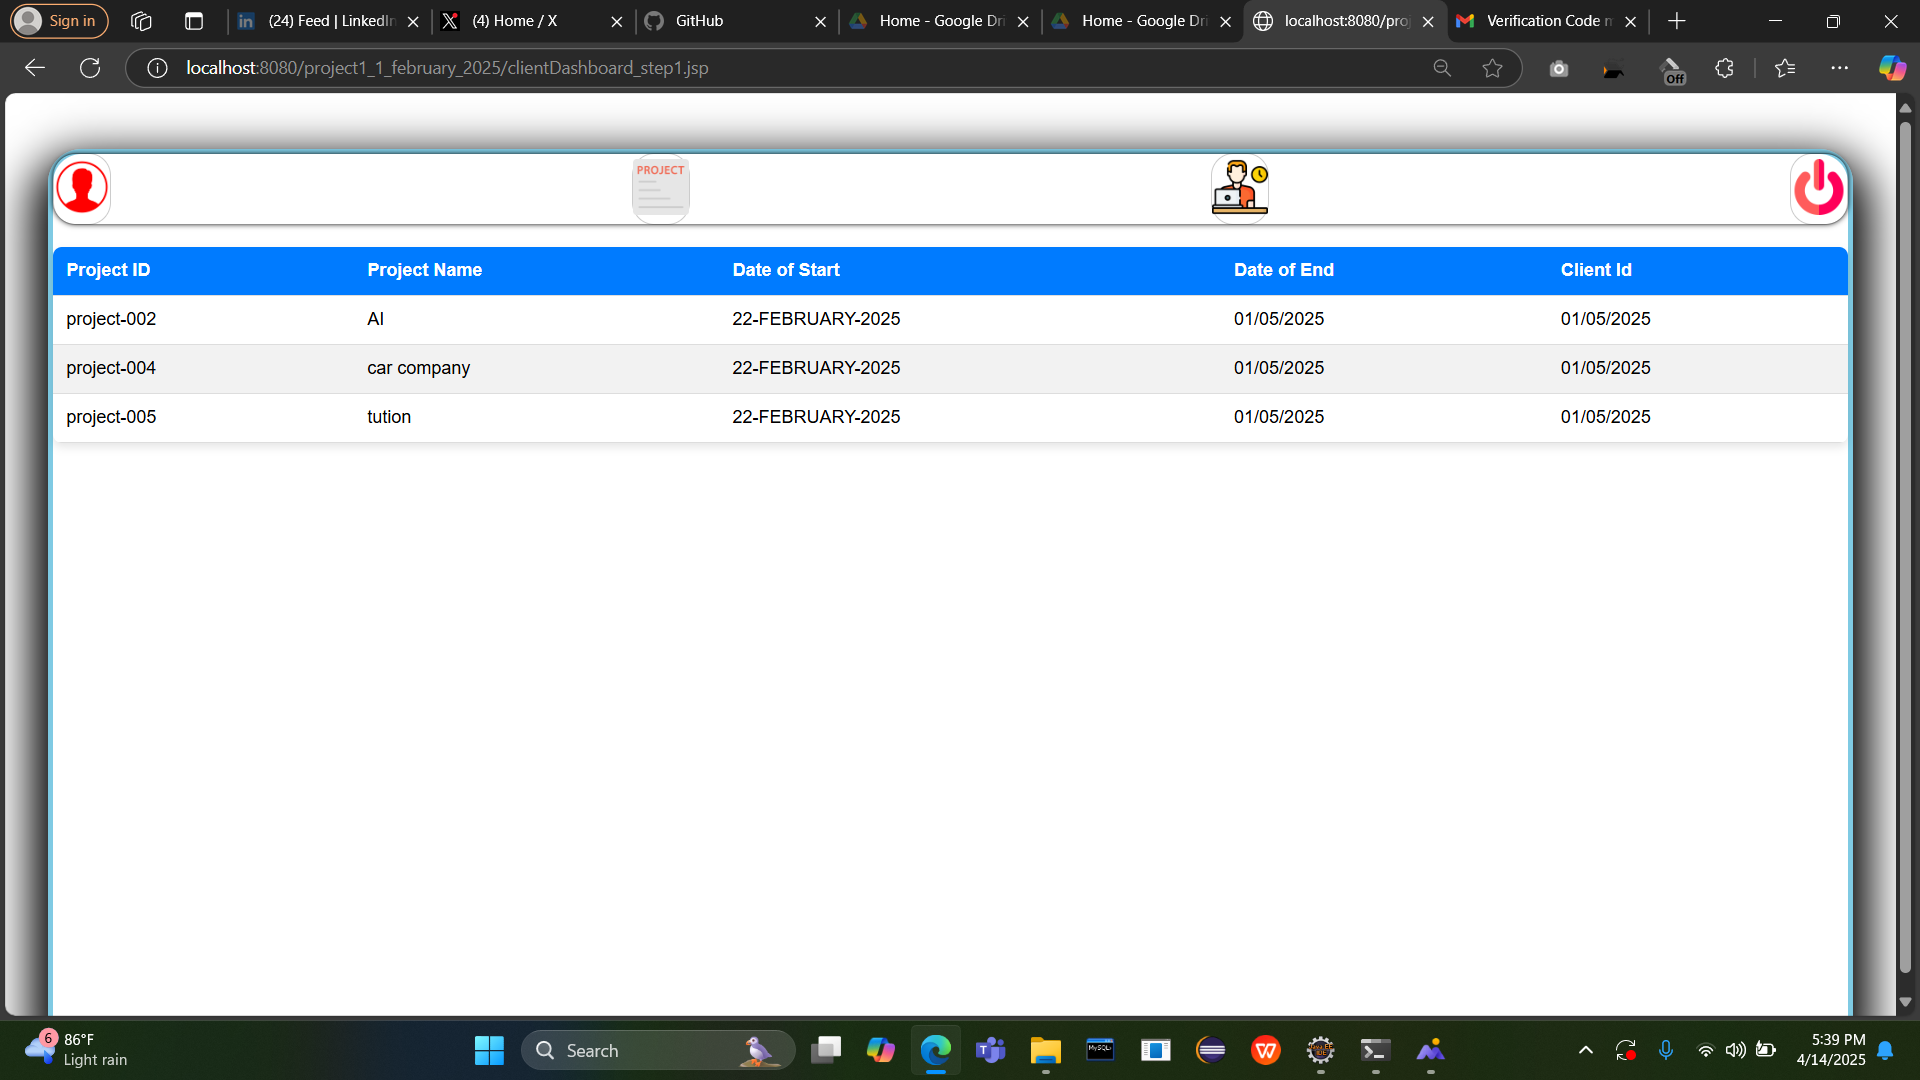 Sign in
(24) Feed | LinkedIn
(4) Home / X
GitHub
Home - Google Dri
Home - Google Dri
localhost:8080/proj
Verification Code m
localhost:8080/project1_1_february_2025/clientDashboard_step1.jsp
Off
PROJECT
Project ID Project Name Date of Start Date of End Client Id
project-002 AI 22-FEBRUARY-2025 01/05/2025 01/05/2025
project-004 car company 22-FEBRUARY-2025 01/05/2025 01/05/2025
project-005 tution 22-FEBRUARY-2025 01/05/2025 01/05/2025
6
86°F
Light rain
Search
MySQL
5:39 PM
4/14/2025